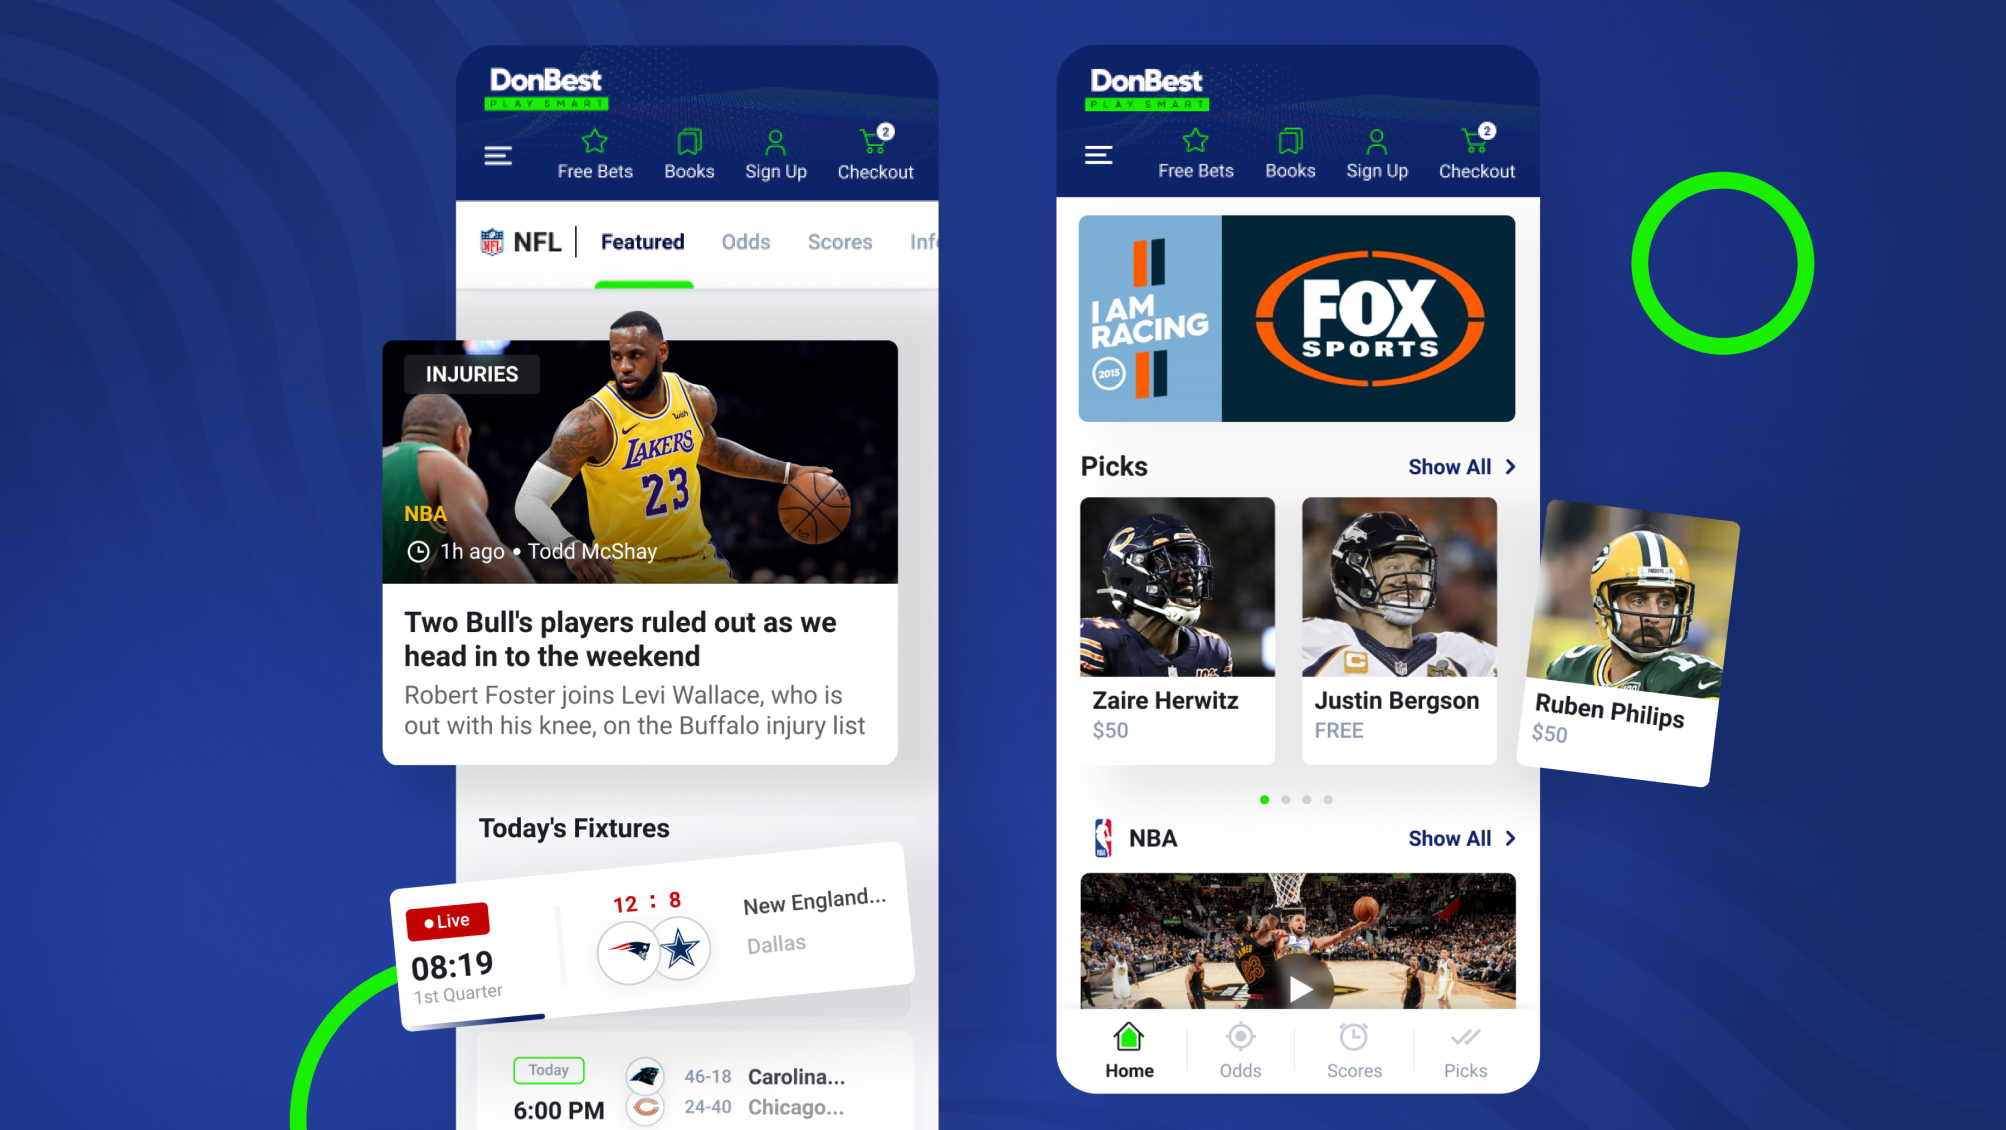 DonBest
PLAY SMART
Free Bets
Books
Sign Up
2
Checkout
NFL
Featured
Odds
Scores
Inf
INJURIES
wish
LAKERS
23
NBA
1h ago • Todd McShay
Two Bull's players ruled out as we
head in to the weekend
Robert Foster joins Levi Wallace, who is
out with his knee, on the Buffalo injury list
Today's Fixtures
Live
08:19
1st Quarter
12 : 8
New England...
Dallas
Today
6:00 PM
46-18 Carolina...
24-40 Chicago...
DonBest
PLAY SMART
Free Bets
Books
Sign Up
2
Checkout
I AM
RACING
2015
FOX
SPORTS
Picks
Show All
Zaire Herwitz
$50
Justin Bergson
FREE
Ruben Philips
$50
NBA
Show All
23
Home
Odds
Scores
Picks